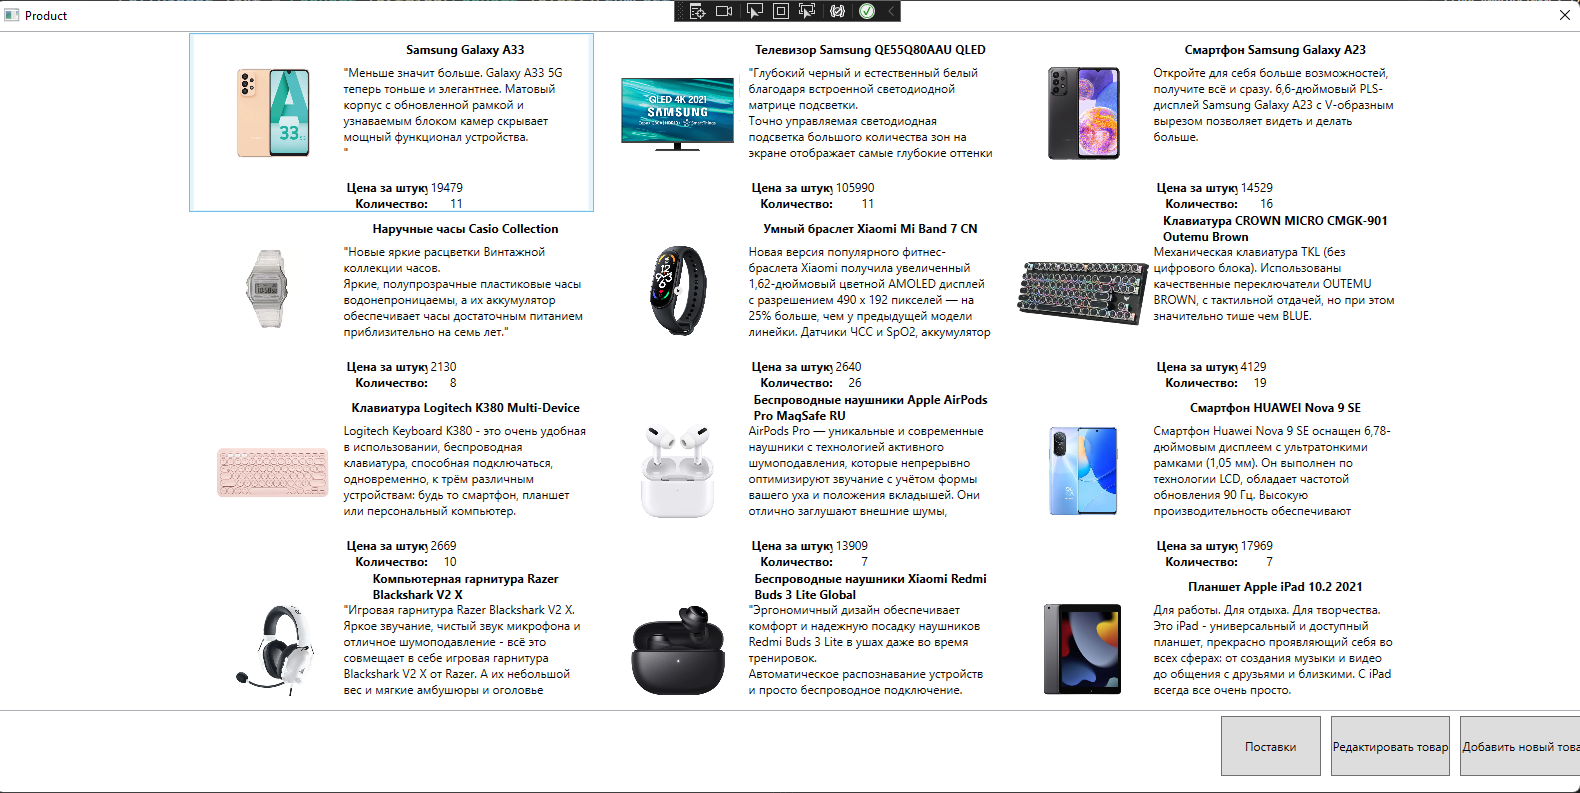 Product
Samsung Galaxy A33
"Меньше значит больше. Galaxy A33 5G
теперь тоньше и элегантнее. Матовый
корпус с обновленной рамкой и
узнаваемым блоком камер скрывает
мощный функционал устройства.
"
Цена за штуку 19479
Количество: 11
Телевизор Samsung QE55Q80AAU QLED
QLED 4K 2021
SAMSUNG
"Глубокий черный и естественный белый
благодаря встроенной светодиодной
матрице подсветки.
Точно управляемая светодиодная
подсветка большого количества зон на
экране отображает самые глубокие оттенки
Цена за штуку 105990
Количество: 11
Смартфон Samsung Galaxy A23
Откройте для себя больше возможностей,
получите всё и сразу. 6,6-дюймовый PLS-
дисплей Samsung Galaxy A23 с V-образным
вырезом позволяет видеть и делать
больше.
Цена за штуку 14529
Количество: 16
Наручные часы Casio Collection
"Новые яркие расцветки Винтажной
коллекции часов.
Яркие, полупрозрачные пластиковые часы
водонепроницаемы, а их аккумулятор
обеспечивает часы достаточным питанием
приблизительно на семь лет."
Цена за штуку 2130
Количество: 8
Умный браслет Xiaomi Mi Band 7 CN
Новая версия популярного фитнес-
браслета Xiaomi получила увеличенный
1,62-дюймовый цветной AMOLED дисплей
с разрешением 490 x 192 пикселей — на
25% больше, чем у предыдущей модели
линейки. Датчики ЧСС и SpO2, аккумулятор
Цена за штуку 2640
Количество: 26
Клавиатура CROWN MICRO CMGK-901
Outemu Brown
Механическая клавиатура TKL (без
цифрового блока). Использованы
качественные переключатели OUTEMU
BROWN, с тактильной отдачей, но при этом
значительно тише чем BLUE.
Цена за штуку 4129
Количество: 19
Клавиатура Logitech K380 Multi-Device
Logitech Keyboard K380 - это очень удобная
в использовании, беспроводная
клавиатура, способная подключаться,
одновременно, к трём различным
устройствам: будь то смартфон, планшет
или персональный компьютер.
Цена за штуку 2669
Количество: 10
Беспроводные наушники Apple AirPods
Pro MagSafe RU
AirPods Pro — уникальные и современные
наушники с технологией активного
шумоподавления, которые непрерывно
оптимизируют звучание с учётом формы
вашего уха и положения вкладышей. Они
отлично заглушают внешние шумы,
Цена за штуку 13909
Количество: 7
Смартфон HUAWEI Nova 9 SE
Смартфон Huawei Nova 9 SE оснащен 6,78-
дюймовым дисплеем с ультратонкими
рамками (1,05 мм). Он выполнен по
технологии LCD, обладает частотой
обновления 90 Гц. Высокую
производительность обеспечивают
Цена за штуку 17969
Количество: 7
Компьютерная гарнитура Razer
Blackshark V2 X
"Игровая гарнитура Razer Blackshark V2 X.
Яркое звучание, чистый звук микрофона и
отличное шумоподавление - всё это
совмещает в себе игровая гарнитура
Blackshark V2 X от Razer. А их небольшой
вес и мягкие амбушюры и оголовье
Беспроводные наушники Xiaomi Redmi
Buds 3 Lite Global
"Эргономичный дизайн обеспечивает
комфорт и надежную посадку наушников
Redmi Buds 3 Lite в ушах даже во время
тренировок.
Автоматическое распознавание устройств
и просто беспроводное подключение.
Планшет Apple iPad 10.2 2021
Для работы. Для отдыха. Для творчества.
Это iPad - универсальный и доступный
планшет, прекрасно проявляющий себя во
всех сферах: от создания музыки и видео
до общения с друзьями и близкими. С iPad
всегда все очень просто.
Поставки
Редактировать товар
Добавить новый това